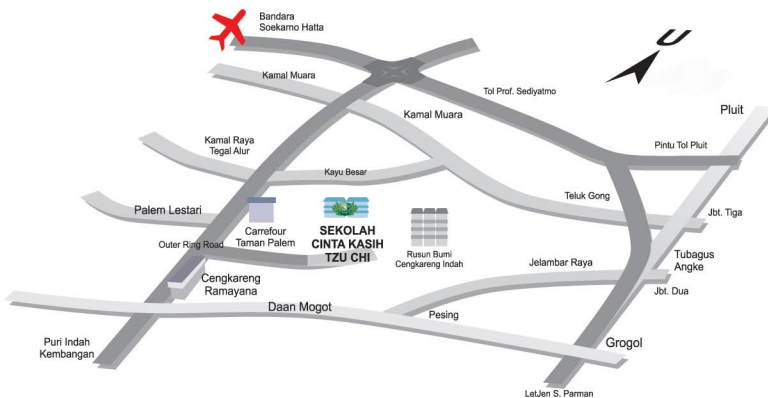 Bandara
Soekarno Hatta
U
Kamal Muara
Tol Prof. Sediyatmo
Pluit
Kamal Muara
Kamal Raya
Tegal Alur
Pintu Tol Pluit
Kayu Besar
Teluk Gong
Palem Lestari
Jbt. Tiga
Carrefour
Taman Palem
SEKOLAH
CINTA KASIH
TZU CHI
Outer Ring Road
Rusun Bumi
Cengkareng Indah
Tubagus
Angke
Jelambar Raya
Cengkareng
Ramayana
Jbt. Dua
Daan Mogot
Pesing
Puri Indah
Kembangan
Grogol
LetJen S. Parman